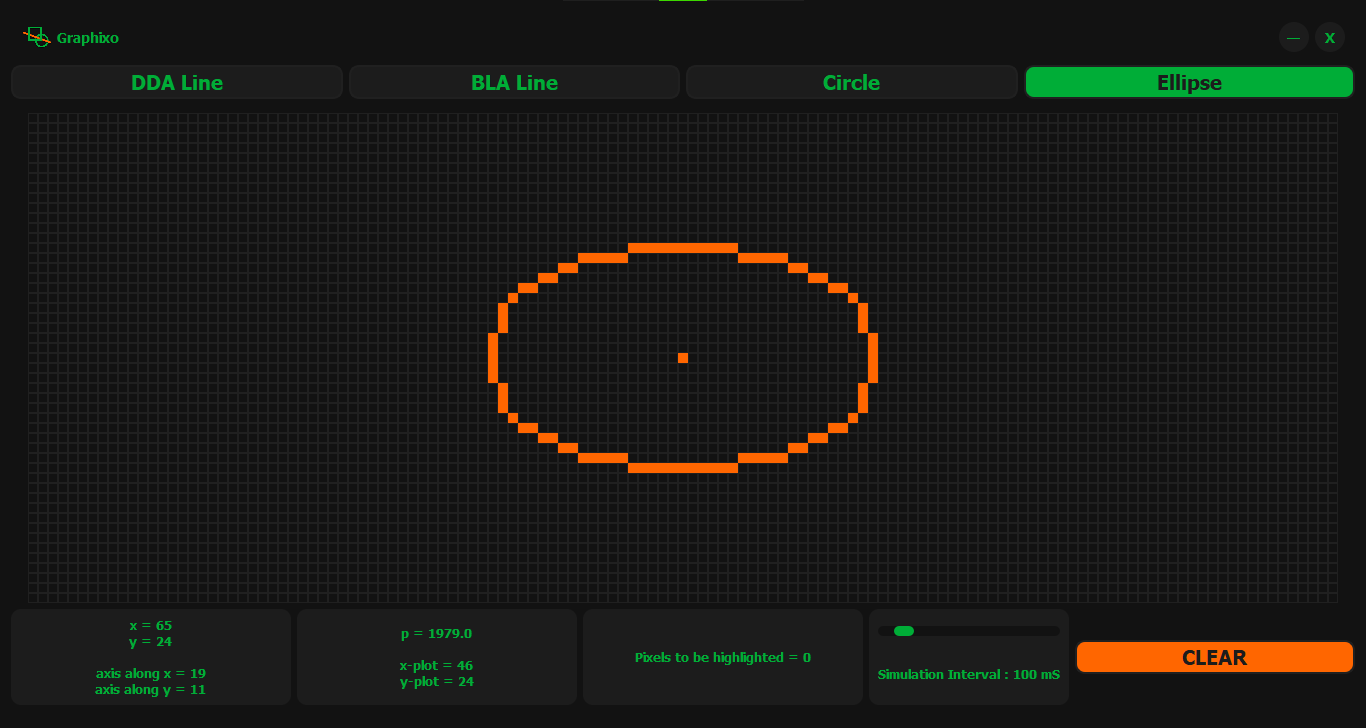 Graphixo
— X
DDA Line
BLA Line
Circle
Ellipse
x = 65
y = 24
axis along x = 19
axis along y = 11
p = 1979.0
x-plot = 46
y-plot = 24
Pixels to be highlighted = 0
Simulation Interval : 100 mS
CLEAR